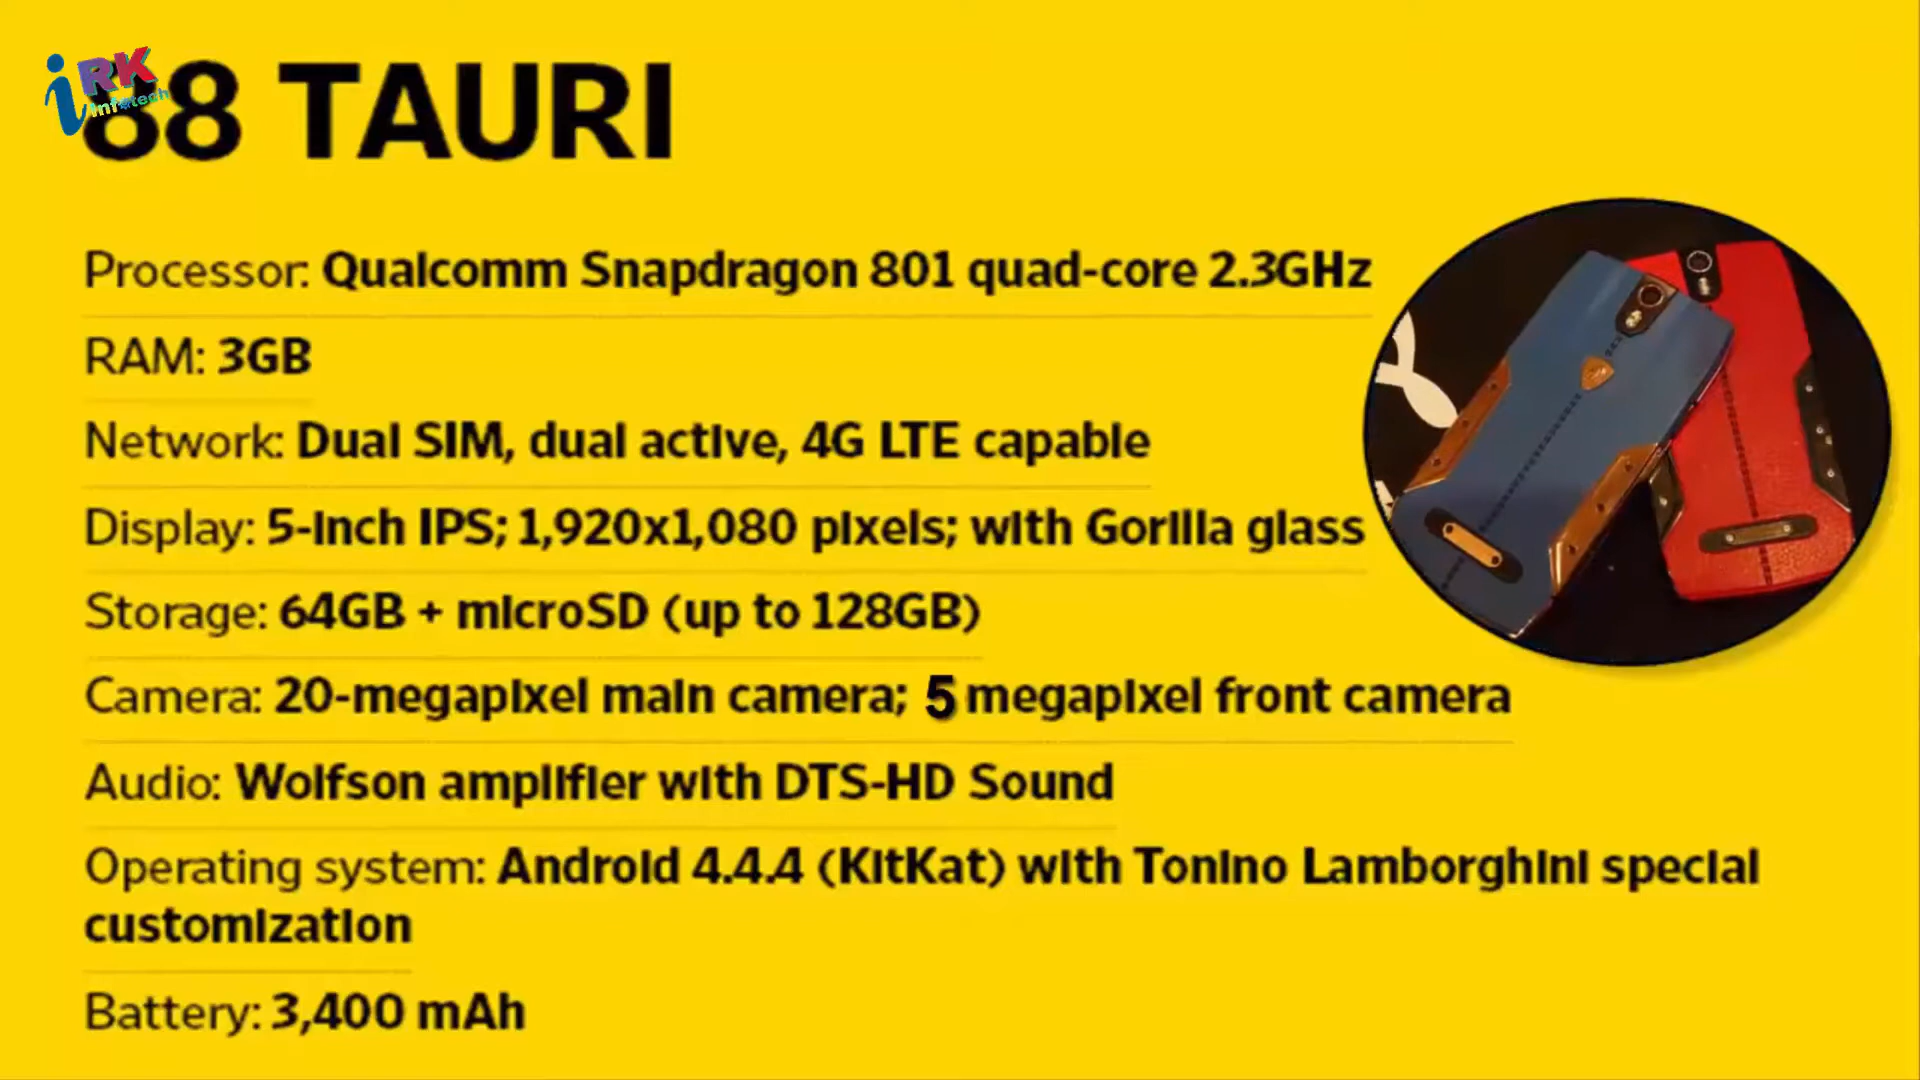 iRK
Infotech
88 TAURI
Processor: Qualcomm Snapdragon 801 quad-core 2.3GHz
RAM: 3GB
Network: Dual SIM, dual active, 4G LTE capable
Display: 5-inch IPS; 1,920x1,080 pixels; with Gorilla glass
Storage: 64GB + microSD (up to 128GB)
Camera: 20-megapixel main camera; 5 megapixel front camera
Audio: Wolfson amplifier with DTS-HD Sound
Operating system: Android 4.4.4 (KitKat) with Tonino Lamborghini special
customization
Battery: 3,400 mAh